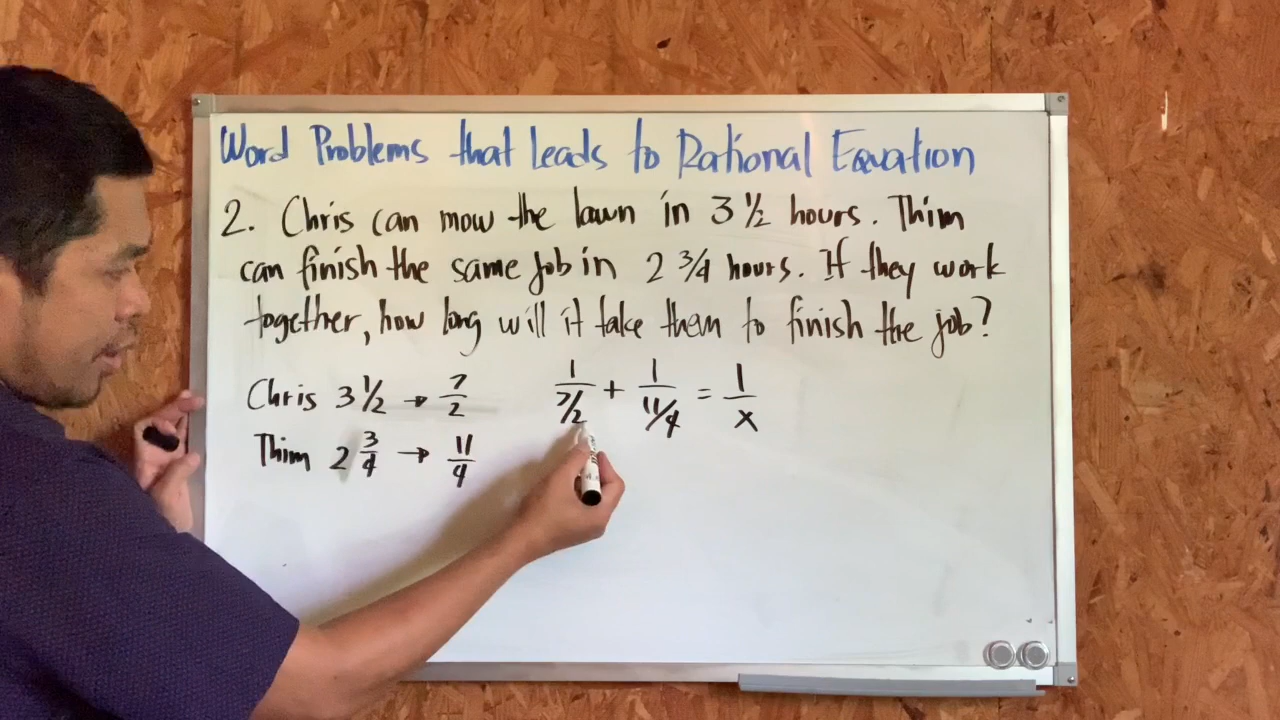 Word Problems that Leads to Rational Equation
2. Chris can mow the lawn in 3 1/2 hours. Thim
can finish the same job in 2 3/4 hours. If they work
together, how long will it take them to finish the job?
Chris 3 1/2 → 7/2
Thim 2 3/4 → 11/4
1/(7/2) + 1/(11/4) = 1/x